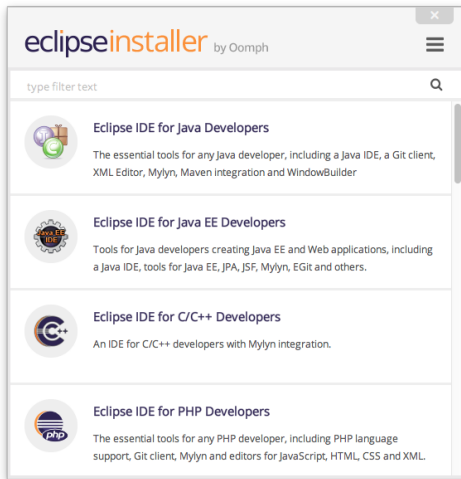 eclipseinstaller by Oomph
type filter text
Eclipse IDE for Java Developers
The essential tools for any Java developer, including a Java IDE, a Git client,
XML Editor, Mylyn, Maven integration and WindowBuilder
Java EE
IDE
Eclipse IDE for Java EE Developers
Tools for Java developers creating Java EE and Web applications, including
a Java IDE, tools for Java EE, JPA, JSF, Mylyn, EGit and others.
C++
Eclipse IDE for C/C++ Developers
An IDE for C/C++ developers with Mylyn integration.
php
Eclipse IDE for PHP Developers
The essential tools for any PHP developer, including PHP language
support, Git client, Mylyn and editors for JavaScript, HTML, CSS and XML.